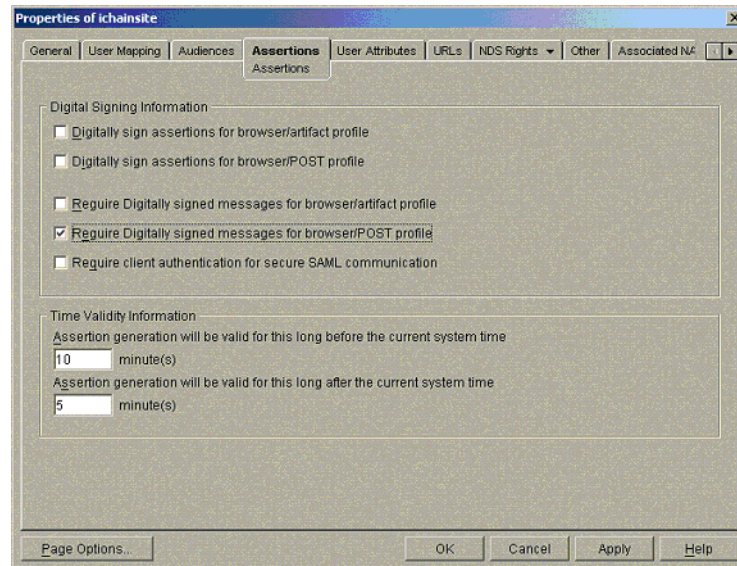 Properties of ichainsite
General User Mapping Audiences Assertions User Attributes URLs NDS Rights Other Associated NA
Assertions
Digital Signing Information
Digitally sign assertions for browser/artifact profile
Digitally sign assertions for browser/POST profile
Require Digitally signed messages for browser/artifact profile
Require Digitally signed messages for browser/POST profile
Require client authentication for secure SAML communication
Time Validity Information
Assertion generation will be valid for this long before the current system time
10 minute(s)
Assertion generation will be valid for this long after the current system time
5 minute(s)
Page Options... OK Cancel Apply Help